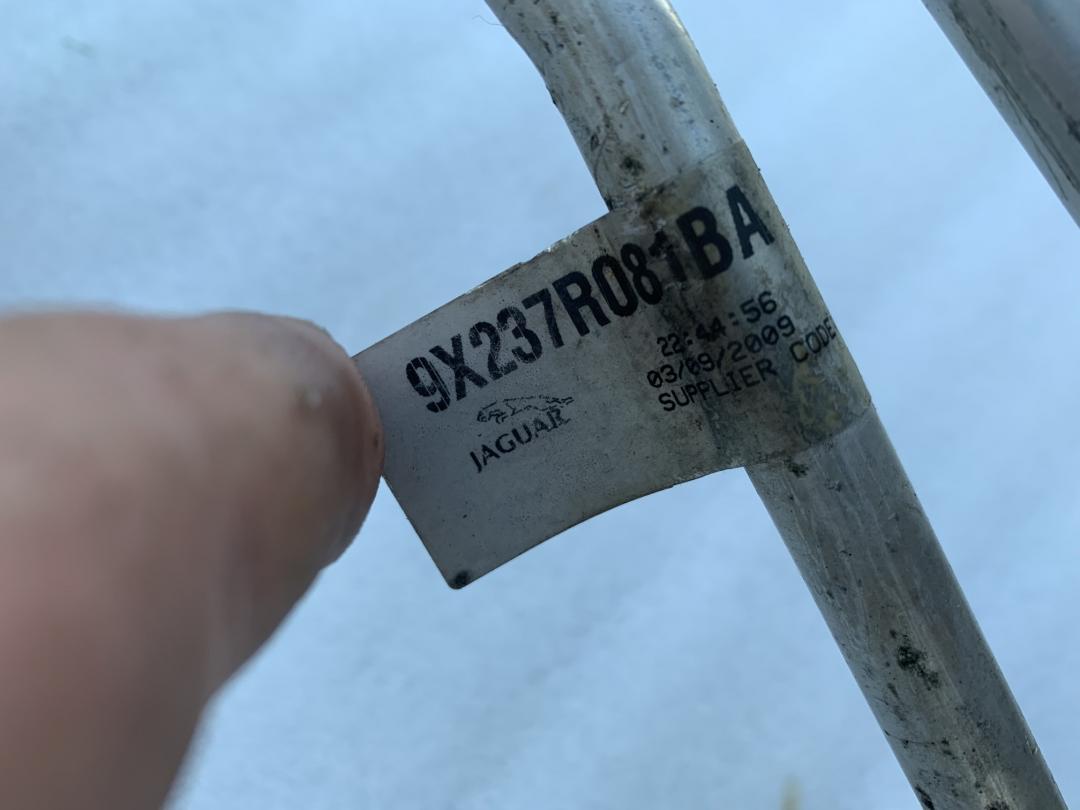 9X237R081BA
22:44:56
03/09/2009
SUPPLIER CODE
JAGUAR